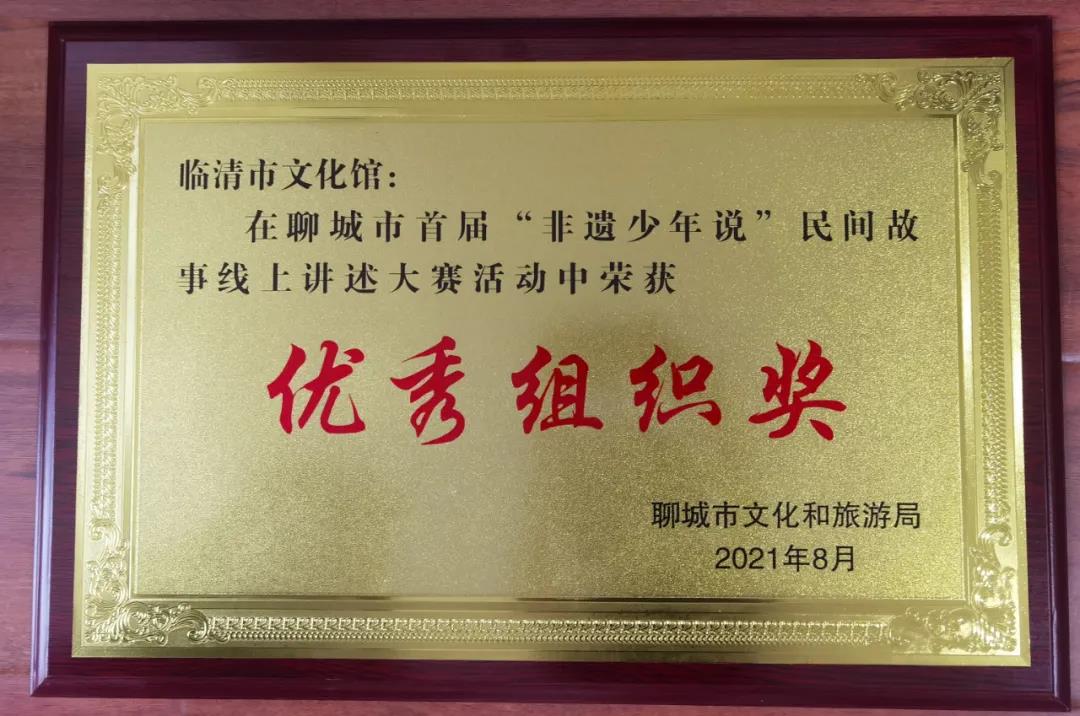 临清市文化馆：
在聊城市首届“非遗少年说”民间故
事线上讲述大赛活动中荣获
优秀组织奖
聊城市文化和旅游局
2021年8月